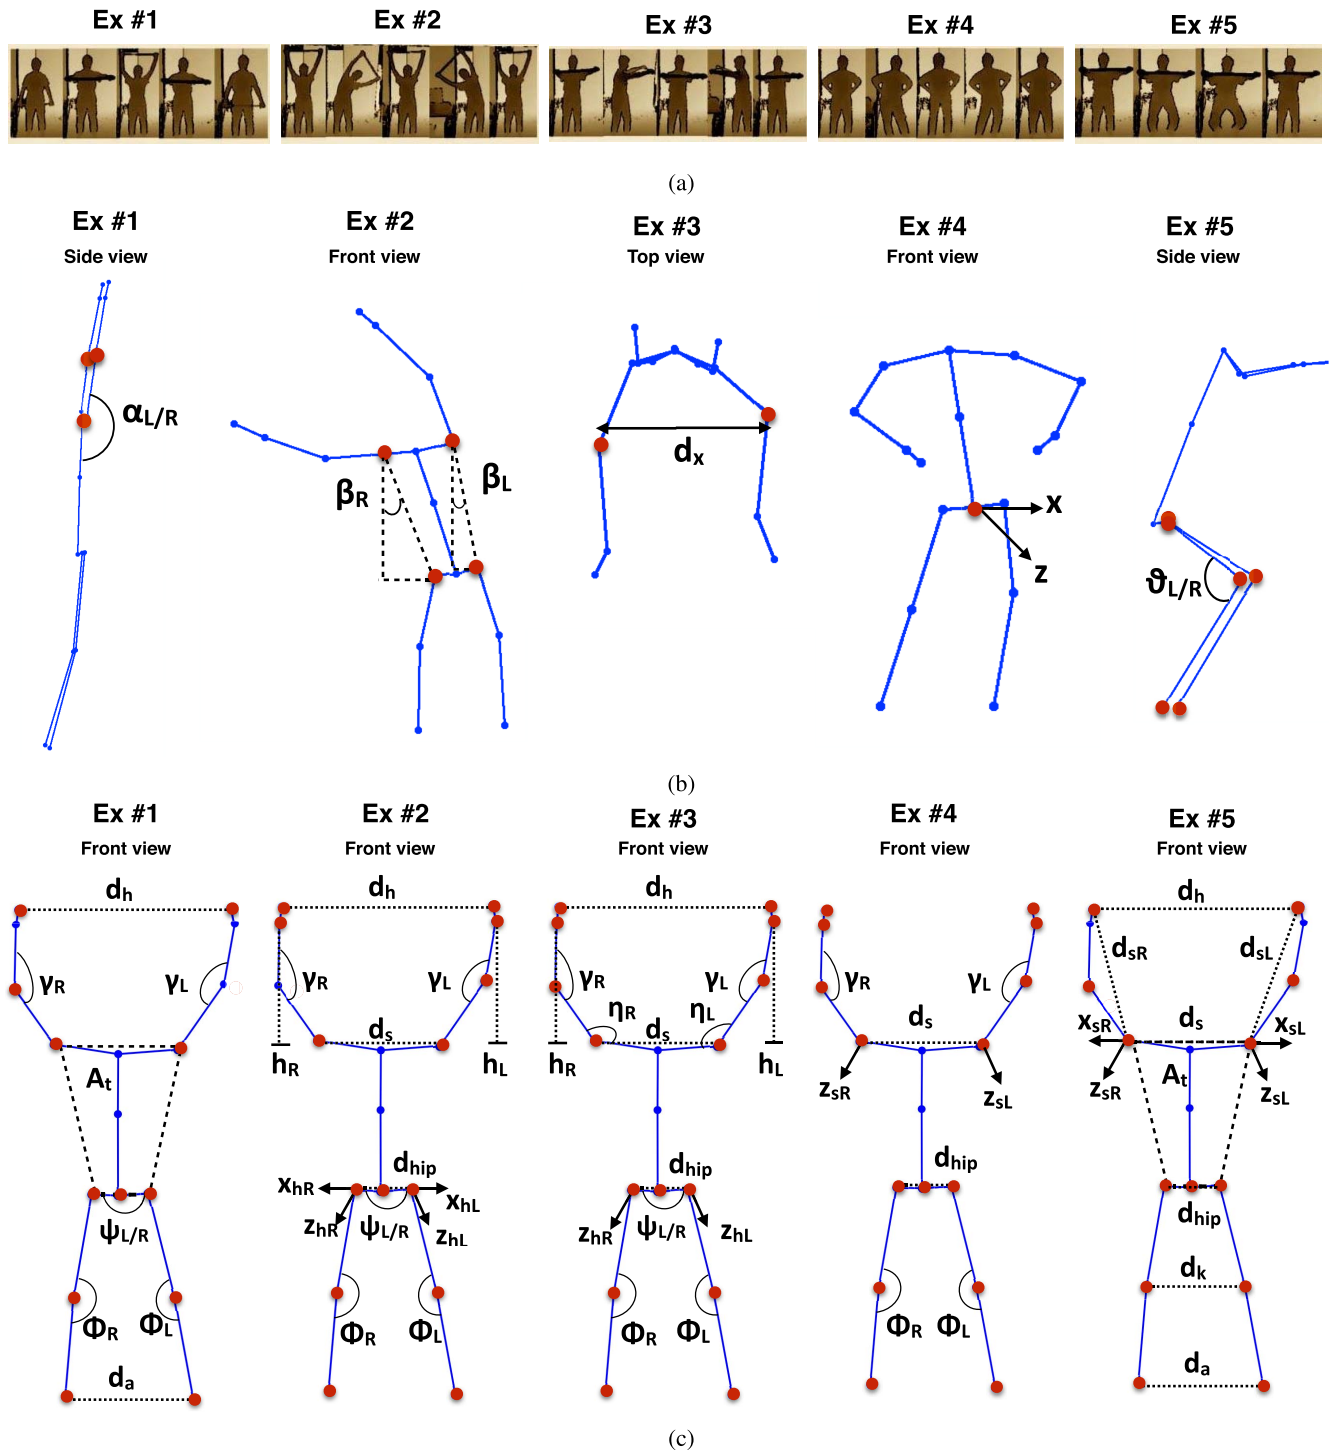 Ex #1 Ex #2 Ex #3 Ex #4 Ex #5
(a)
Ex #1 Ex #2 Ex #3 Ex #4 Ex #5
Side view Front view Top view Front view Side view
αL/R
βR βL
dx
x
z
ϑL/R
(b)
Ex #1 Ex #2 Ex #3 Ex #4 Ex #5
Front view Front view Front view Front view Front view
dh dh dh dh
dsR dsL
γR γL γR γL γR γL γR γL
ηR ηL
ds ds ds xsR ds xsL
hR hL hR hL
At zsR zsL zsR At zsL
dhip dhip dhip
xhR xhL
ψL/R zhR ψL/R zhL zhR ψL/R zhL dhip
dk
ΦR ΦL ΦR ΦL ΦR ΦL ΦR ΦL
da da
(c)